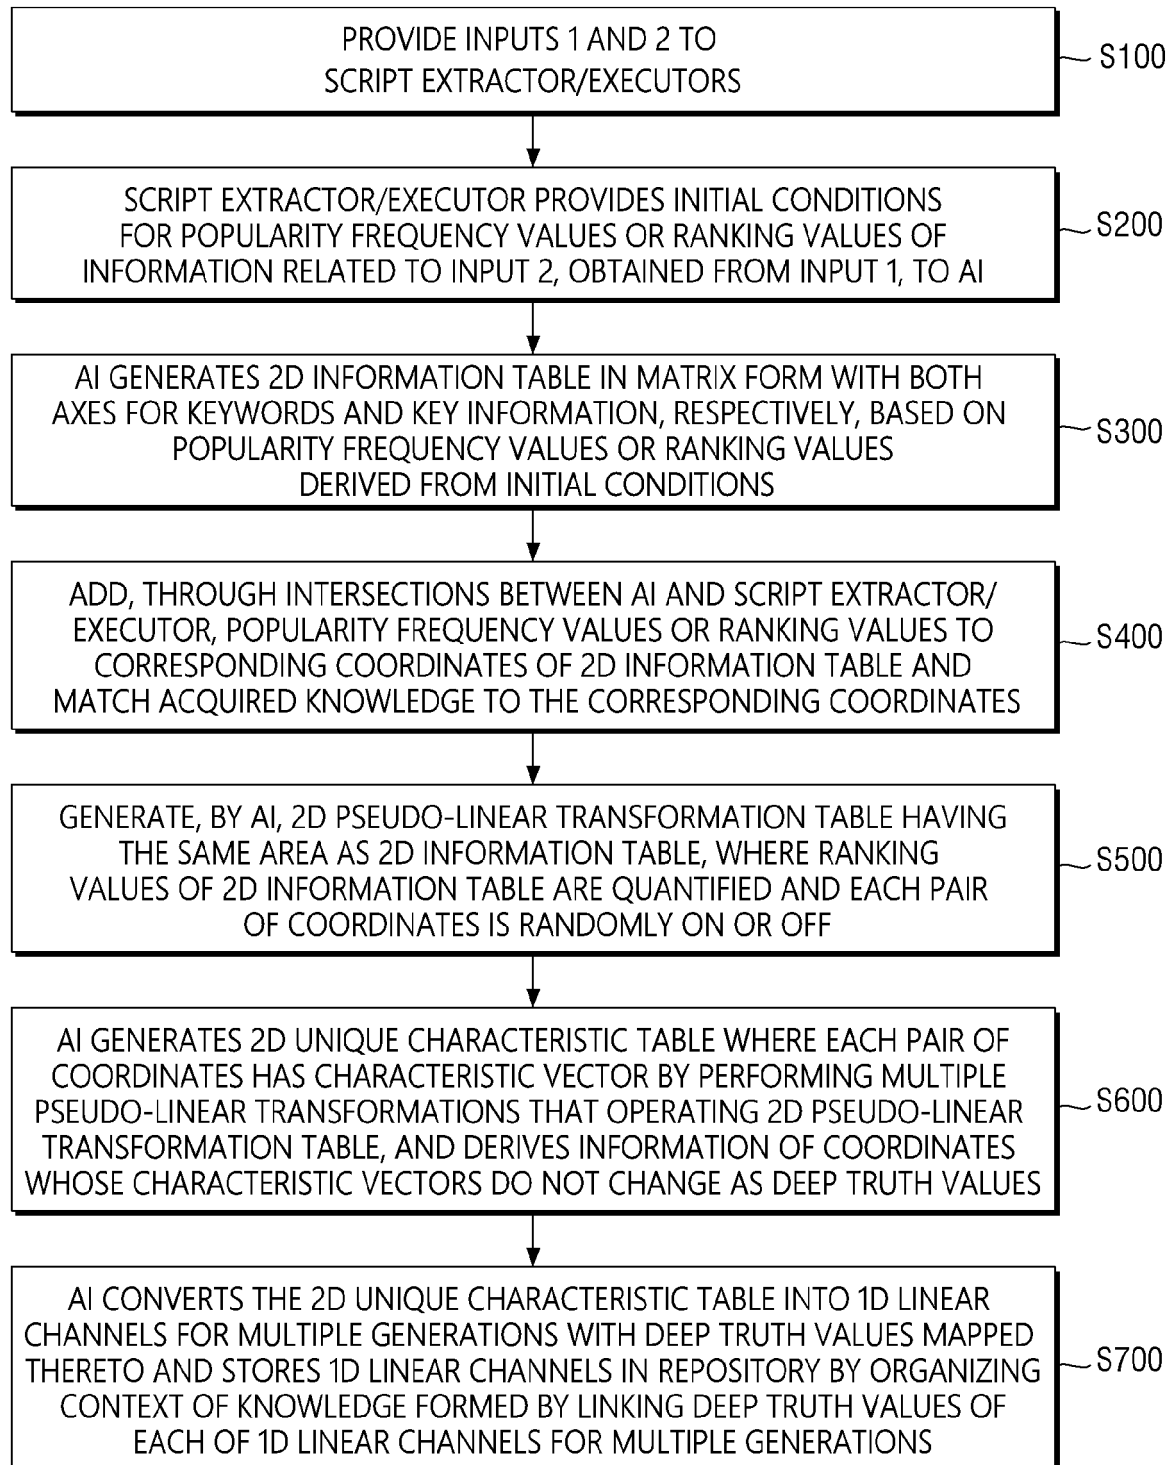 PROVIDE INPUTS 1 AND 2 TO
SCRIPT EXTRACTOR/EXECUTORS
S100
SCRIPT EXTRACTOR/EXECUTOR PROVIDES INITIAL CONDITIONS
FOR POPULARITY FREQUENCY VALUES OR RANKING VALUES OF
INFORMATION RELATED TO INPUT 2, OBTAINED FROM INPUT 1, TO AI
S200
AI GENERATES 2D INFORMATION TABLE IN MATRIX FORM WITH BOTH
AXES FOR KEYWORDS AND KEY INFORMATION, RESPECTIVELY, BASED ON
POPULARITY FREQUENCY VALUES OR RANKING VALUES
DERIVED FROM INITIAL CONDITIONS
S300
ADD, THROUGH INTERSECTIONS BETWEEN AI AND SCRIPT EXTRACTOR/
EXECUTOR, POPULARITY FREQUENCY VALUES OR RANKING VALUES TO
CORRESPONDING COORDINATES OF 2D INFORMATION TABLE AND
MATCH ACQUIRED KNOWLEDGE TO THE CORRESPONDING COORDINATES
S400
GENERATE, BY AI, 2D PSEUDO-LINEAR TRANSFORMATION TABLE HAVING
THE SAME AREA AS 2D INFORMATION TABLE, WHERE RANKING
VALUES OF 2D INFORMATION TABLE ARE QUANTIFIED AND EACH PAIR
OF COORDINATES IS RANDOMLY ON OR OFF
S500
AI GENERATES 2D UNIQUE CHARACTERISTIC TABLE WHERE EACH PAIR OF
COORDINATES HAS CHARACTERISTIC VECTOR BY PERFORMING MULTIPLE
PSEUDO-LINEAR TRANSFORMATIONS THAT OPERATING 2D PSEUDO-LINEAR
TRANSFORMATION TABLE, AND DERIVES INFORMATION OF COORDINATES
WHOSE CHARACTERISTIC VECTORS DO NOT CHANGE AS DEEP TRUTH VALUES
S600
AI CONVERTS THE 2D UNIQUE CHARACTERISTIC TABLE INTO 1D LINEAR
CHANNELS FOR MULTIPLE GENERATIONS WITH DEEP TRUTH VALUES MAPPED
THERETO AND STORES 1D LINEAR CHANNELS IN REPOSITORY BY ORGANIZING
CONTEXT OF KNOWLEDGE FORMED BY LINKING DEEP TRUTH VALUES OF
EACH OF 1D LINEAR CHANNELS FOR MULTIPLE GENERATIONS
S700